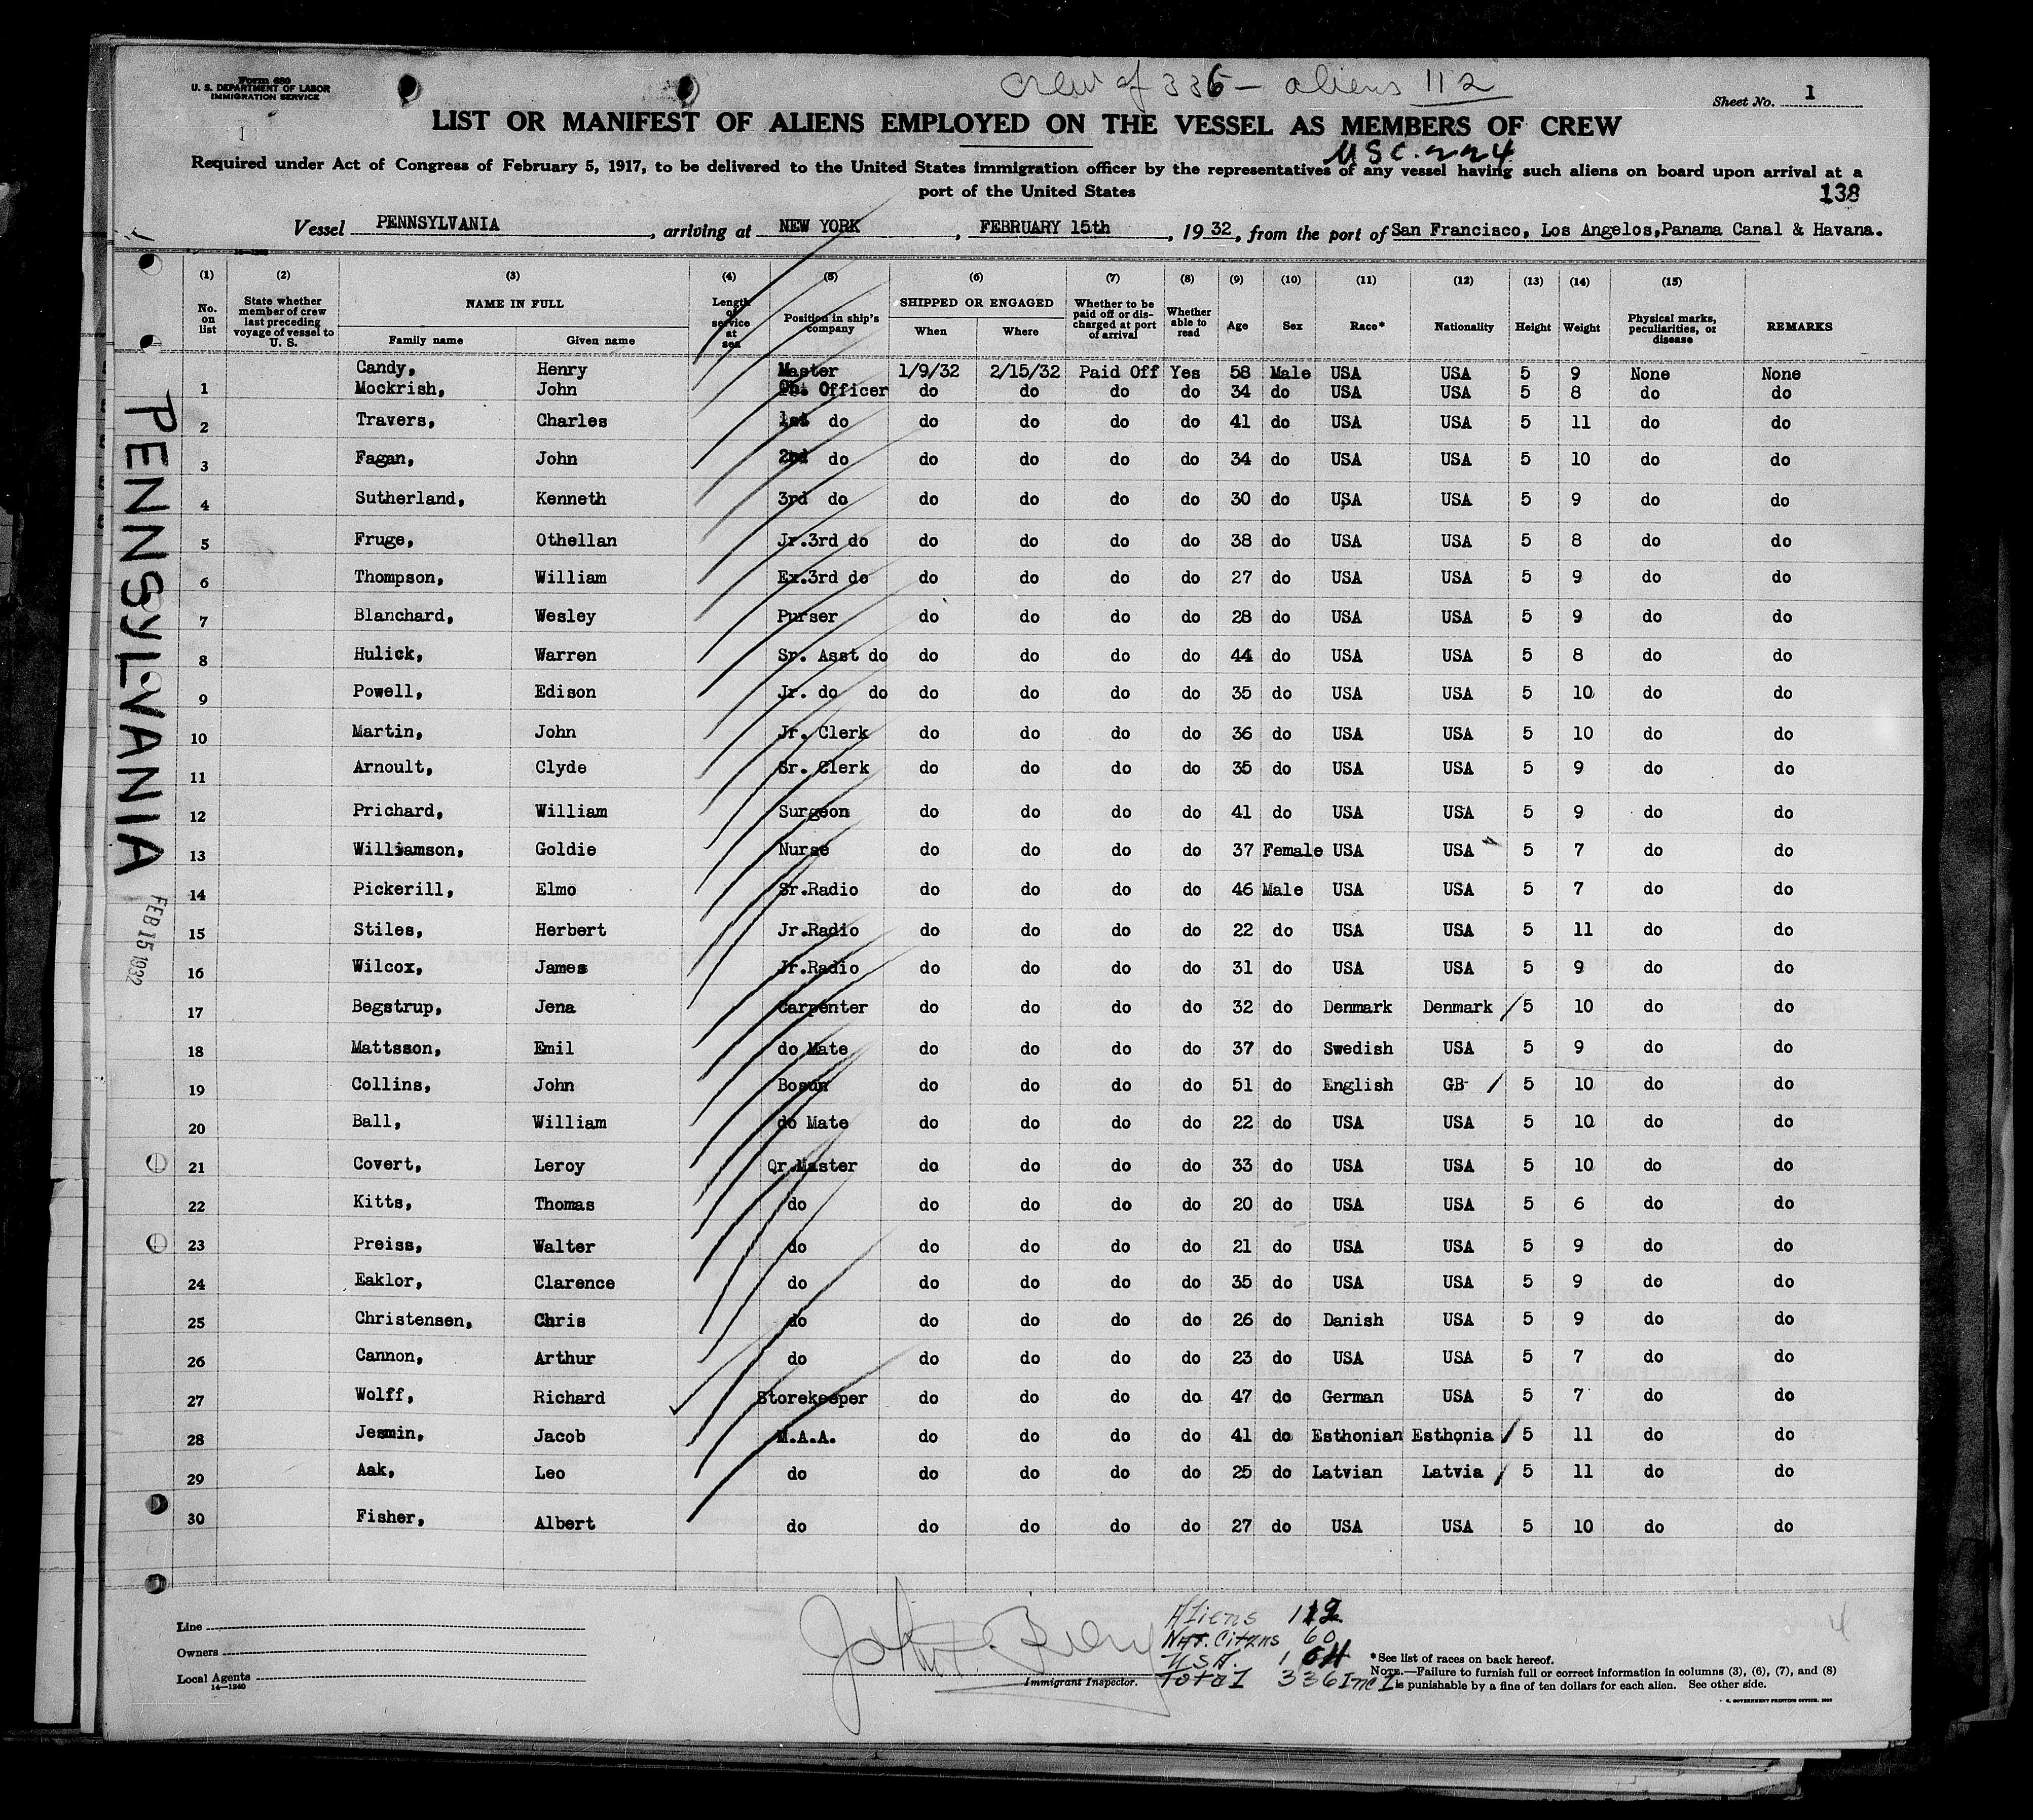 Form 680
U. S. DEPARTMENT OF LABOR
IMMIGRATION SERVICE
1
crew of 336 - aliens 112
Sheet No. 1
LIST OR MANIFEST OF ALIENS EMPLOYED ON THE VESSEL AS MEMBERS OF CREW
USC. 224
Required under Act of Congress of February 5, 1917, to be delivered to the United States immigration officer by the representatives of any vessel having such aliens on board upon arrival at a
port of the United States
138
Vessel PENNSYLVANIA, arriving at NEW YORK, FEBRUARY 15th, 1932, from the port of San Francisco, Los Angelos,Panama Canal & Havana.
(1) (2) (3) (4) (5) (6) (7) (8) (9) (10) (11) (12) (13) (14) (15)
No. on list | State whether member of crew last preceding voyage of vessel to U. S. | NAME IN FULL | Length of service at sea | Position in ship's company | SHIPPED OR ENGAGED | Whether to be paid off or discharged at port of arrival | Whether able to read | Age | Sex | Race* | Nationality | Height | Weight | Physical marks, peculiarities, or disease | REMARKS
Family name | Given name | When | Where
Candy, Henry Master 1/9/32 2/15/32 Paid Off Yes 58 Male USA USA 5 9 None None
1 Mockrish, John Ch. Officer do do do do 34 do USA USA 5 8 do do
2 Travers, Charles 1st do do do do do 41 do USA USA 5 11 do do
3 Fagan, John 2nd do do do do do 34 do USA USA 5 10 do do
4 Sutherland, Kenneth 3rd do do do do do 30 do USA USA 5 9 do do
5 Fruge, Othellan Jr.3rd do do do do do 38 do USA USA 5 8 do do
6 Thompson, William Ex.3rd do do do do do 27 do USA USA 5 9 do do
7 Blanchard, Wesley Purser do do do do 28 do USA USA 5 9 do do
8 Hulick, Warren Sr. Asst do do do do do 44 do USA USA 5 8 do do
9 Powell, Edison Jr. do do do do do do 35 do USA USA 5 10 do do
10 Martin, John Jr. Clerk do do do do 36 do USA USA 5 10 do do
11 Arnoult, Clyde Sr. Clerk do do do do 35 do USA USA 5 9 do do
12 Prichard, William Surgeon do do do do 41 do USA USA 5 9 do do
13 Williamson, Goldie Nurse do do do do 37 Female USA USA 5 7 do do
14 Pickerill, Elmo Sr.Radio do do do do 46 Male USA USA 5 7 do do
15 Stiles, Herbert Jr.Radio do do do do 22 do USA USA 5 11 do do
16 Wilcox, James Jr.Radio do do do do 31 do USA USA 5 9 do do
17 Begstrup, Jena Carpenter do do do do 32 do Denmark Denmark 5 10 do do
18 Mattsson, Emil do Mate do do do do 37 do Swedish USA 5 9 do do
19 Collins, John Bosun do do do do 51 do English GB 5 10 do do
20 Ball, William do Mate do do do do 22 do USA USA 5 10 do do
21 Covert, Leroy Qr.Master do do do do 33 do USA USA 5 10 do do
22 Kitts, Thomas do do do do do 20 do USA USA 5 6 do do
23 Preiss, Walter do do do do do 21 do USA USA 5 9 do do
24 Eaklor, Clarence do do do do do 35 do USA USA 5 9 do do
25 Christensen, Chris do do do do do 26 do Danish USA 5 9 do do
26 Cannon, Arthur do do do do do 23 do USA USA 5 7 do do
27 Wolff, Richard Storekeeper do do do do 47 do German USA 5 7 do do
28 Jesmin, Jacob M.A.A. do do do do 41 do Esthonian Esthonia 5 11 do do
29 Aak, Leo do do do do do 25 do Latvian Latvia 5 11 do do
30 Fisher, Albert do do do do do 27 do USA USA 5 10 do do
PENNSYLVANIA
FEB 15 1932
Line
Owners
Local Agents
14—1240
Immigrant Inspector.
Aliens 112
Nat. Citzns 60
USA. 164
Total 336 Incl
4
*See list of races on back hereof.
NOTE.—Failure to furnish full or correct information in columns (3), (6), (7), and (8)
is punishable by a fine of ten dollars for each alien. See other side.